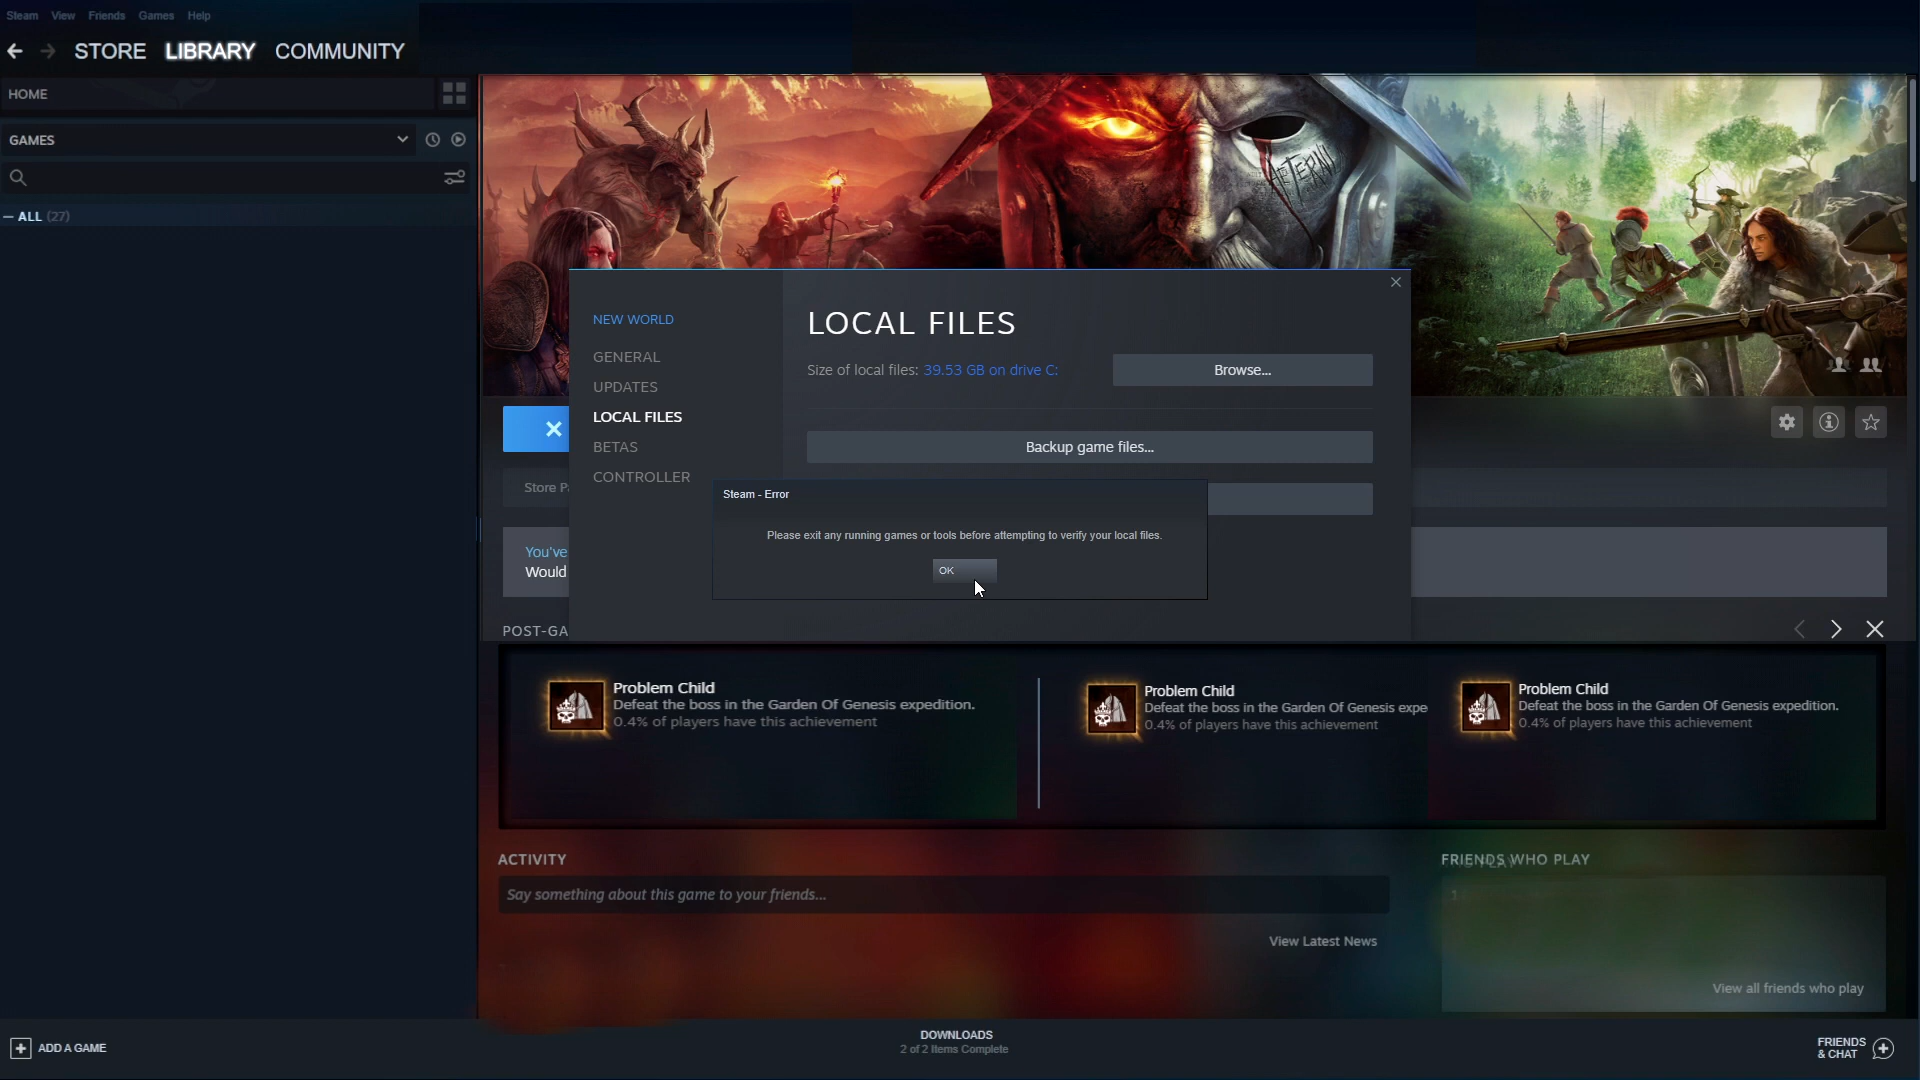 Steam View Friends Games Help
STORE LIBRARY COMMUNITY
HOME
GAMES
ALL (27)
AETERNUM
NEW WORLD
GENERAL
UPDATES
LOCAL FILES
BETAS
CONTROLLER
LOCAL FILES
Size of local files: 39.53 GB on drive C:
Browse...
Backup game files...
Store Pa
Steam - Error
Please exit any running games or tools before attempting to verify your local files.
OK
You've
Would
POST-GA
Problem Child
Defeat the boss in the Garden Of Genesis expedition.
0.4% of players have this achievement
Problem Child
Defeat the boss in the Garden Of Genesis expe
0.4% of players have this achievement
Problem Child
Defeat the boss in the Garden Of Genesis expedition.
0.4% of players have this achievement
ACTIVITY
Say something about this game to your friends...
View Latest News
FRIENDS WHO PLAY
View all friends who play
ADD A GAME
DOWNLOADS
2 of 2 Items Complete
FRIENDS
& CHAT